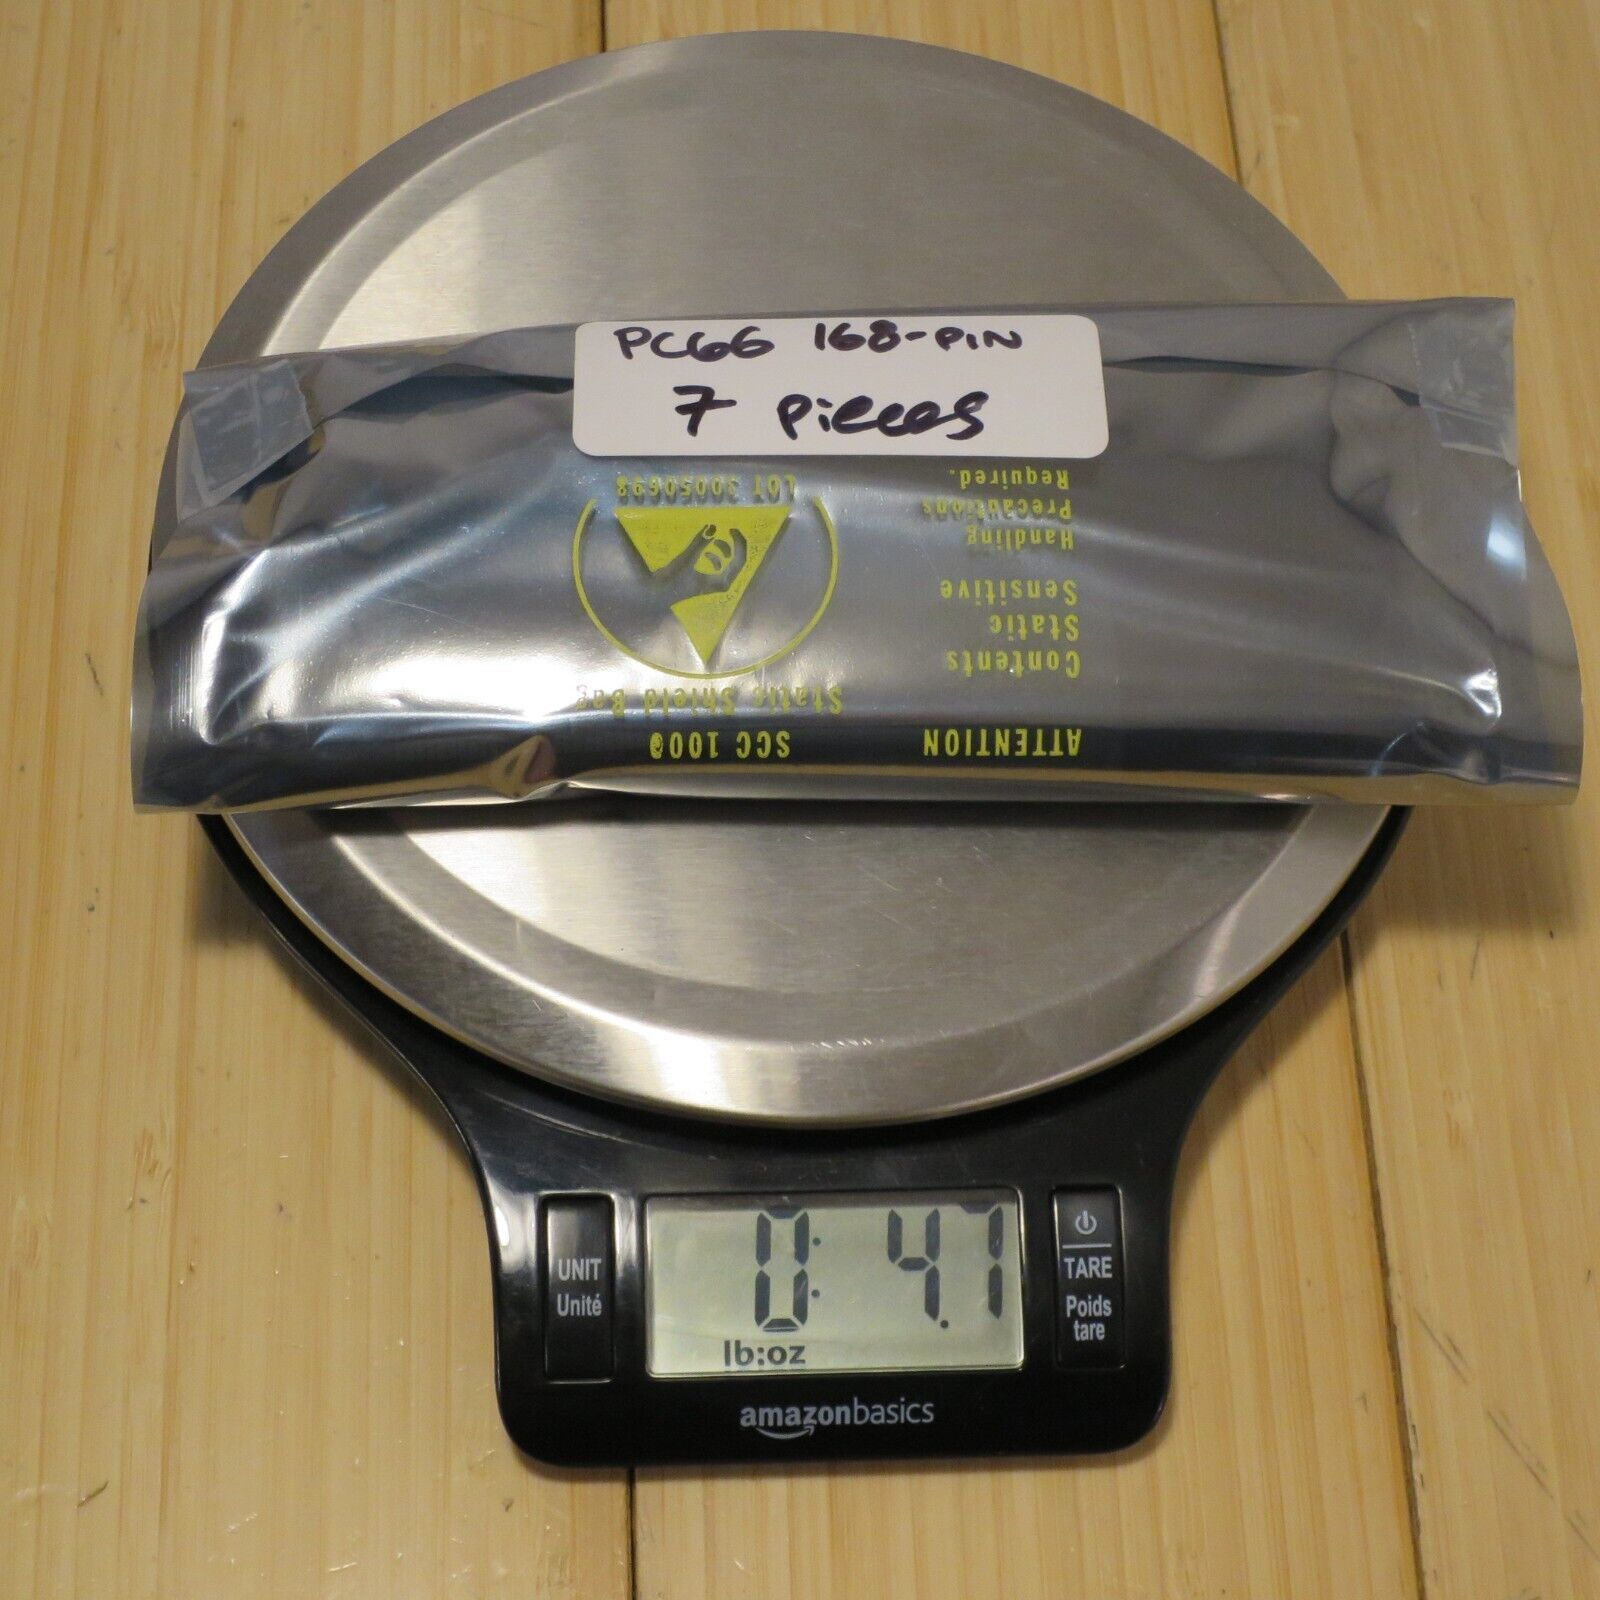 PC66 168-PIN
7 pieces
ATTENTION
Contents
Static
Sensitive
Handling
Precautions
Required.
SCC 1000
Static Shield Bag
LOT 30050698
UNIT
Unité
0:4.7
lb:oz
TARE
Poids
tare
amazonbasics